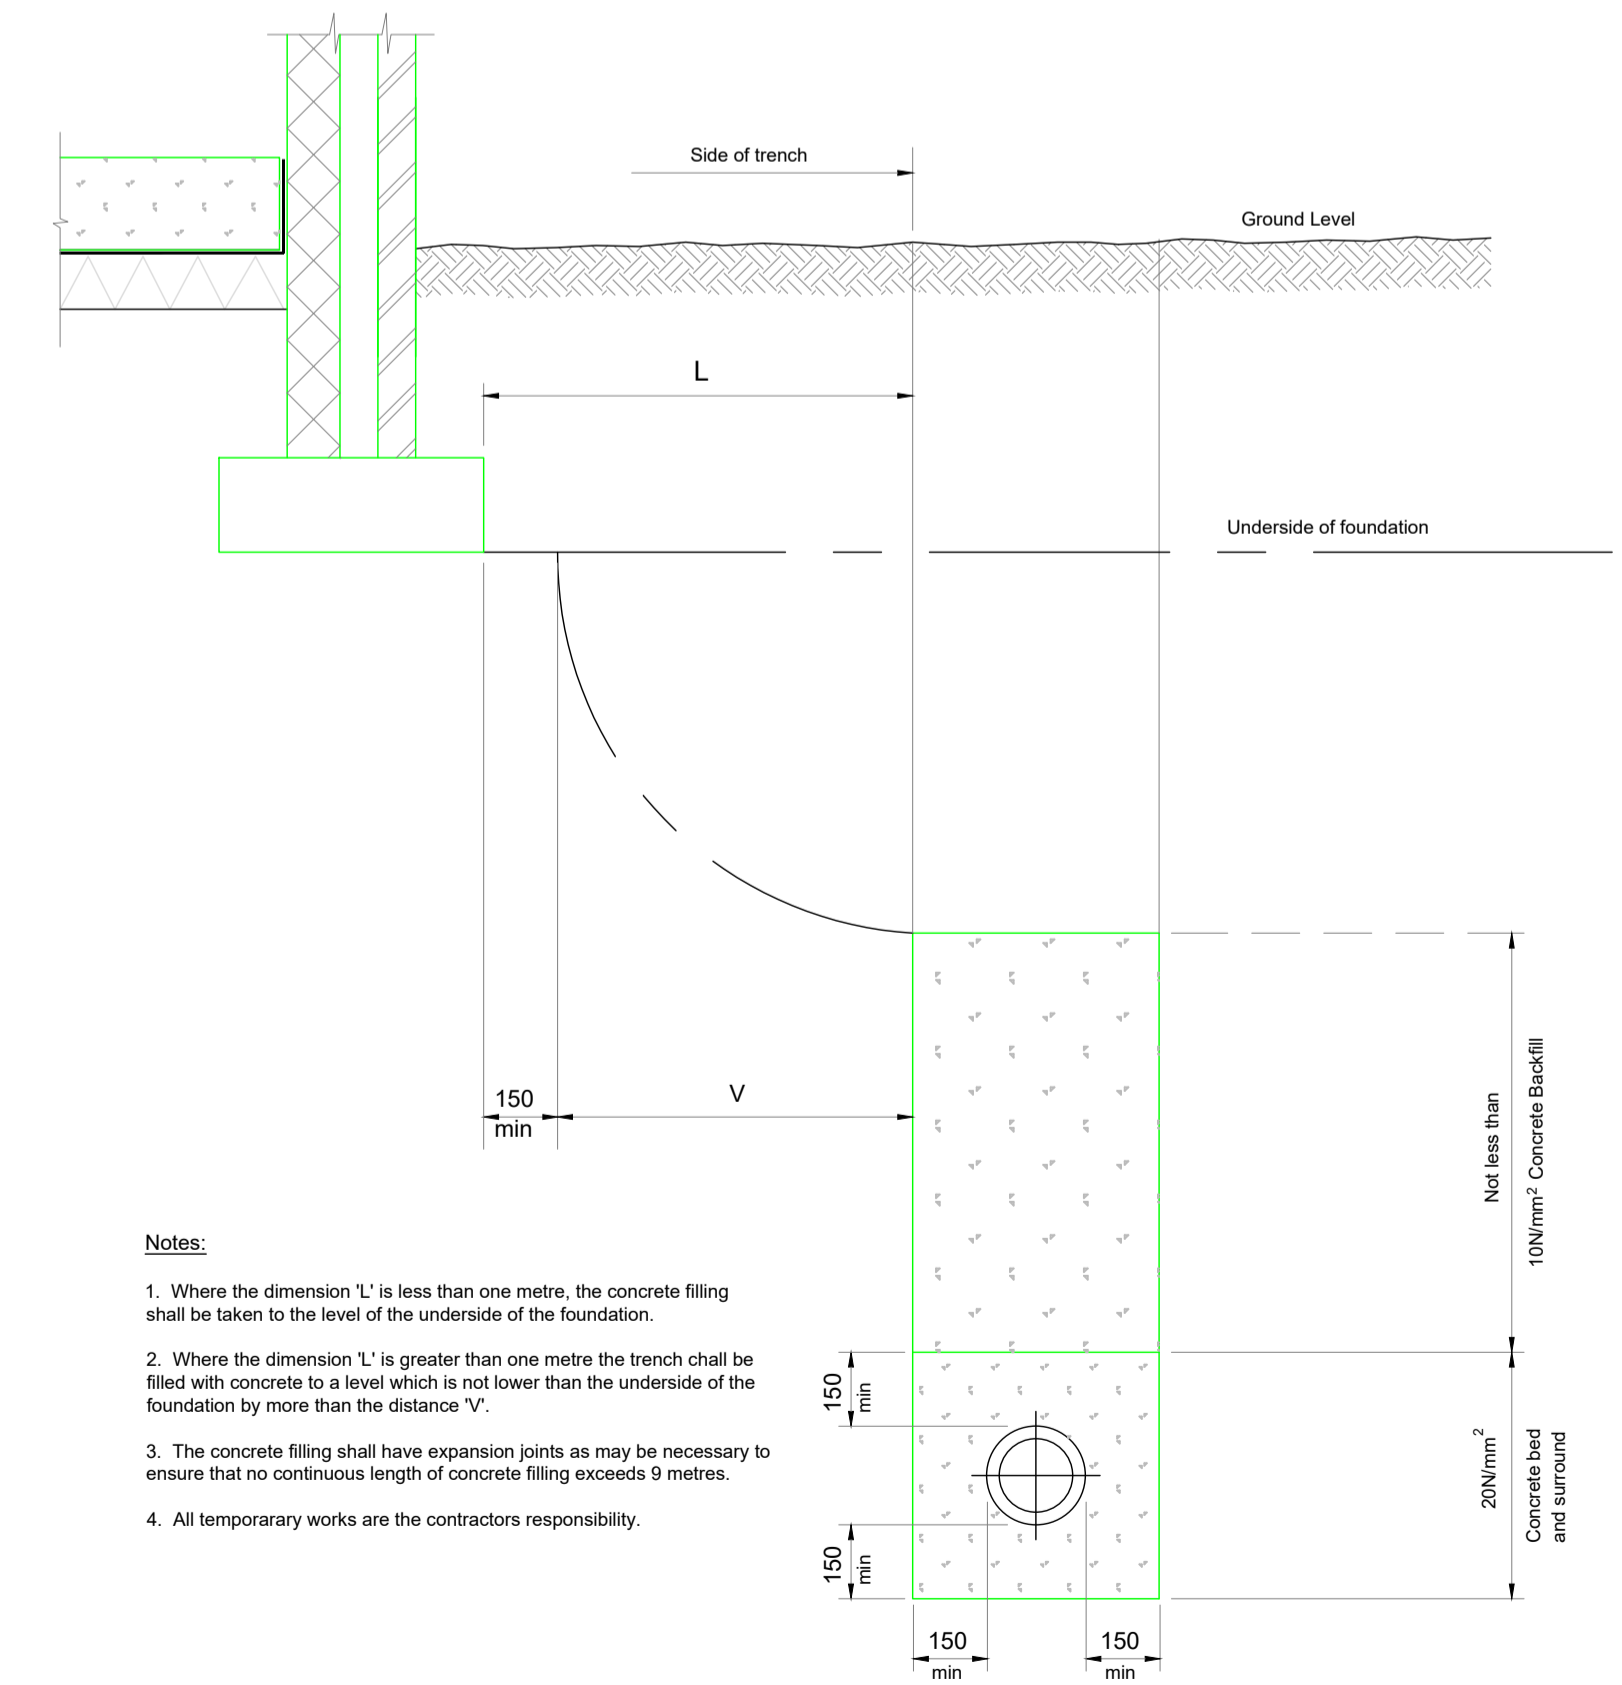 Side of trench
Ground Level
L
Underside of foundation
150
min
V
Not less than
10N/mm² Concrete Backfill
Notes:
1. Where the dimension 'L' is less than one metre, the concrete filling
shall be taken to the level of the underside of the foundation.
2. Where the dimension 'L' is greater than one metre the trench chall be
filled with concrete to a level which is not lower than the underside of the
foundation by more than the distance 'V'.
3. The concrete filling shall have expansion joints as may be necessary to
ensure that no continuous length of concrete filling exceeds 9 metres.
4. All temporarary works are the contractors responsibility.
150
min
20N/mm²
Concrete bed
and surround
150
min
150
min
150
min